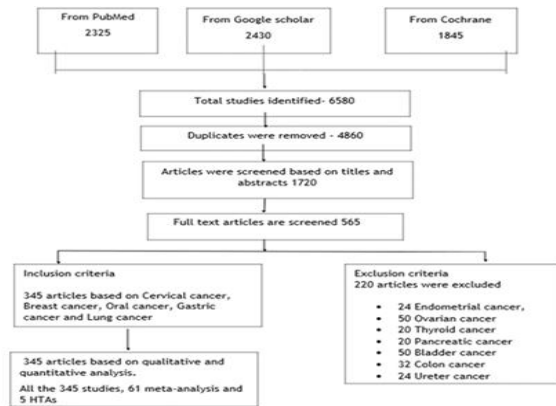 From PubMed
2325
From Google scholar
2430
From Cochrane
1845
Total studies identified- 6580
Duplicates were removed - 4860
Articles were screened based on titles and
abstracts 1720
Full text articles are screened 565
Inclusion criteria
345 articles based on Cervical cancer,
Breast cancer, Oral cancer, Gastric
cancer and Lung cancer
Exclusion criteria
220 articles were excluded
• 24 Endometrial cancer,
• 50 Ovarian cancer
• 20 Thyroid cancer
• 20 Pancreatic cancer
• 50 Bladder cancer
• 32 Colon cancer
• 24 Ureter cancer
345 articles based on qualitative and
quantitative analysis.
All the 345 studies, 61 meta-analysis and
5 HTAs